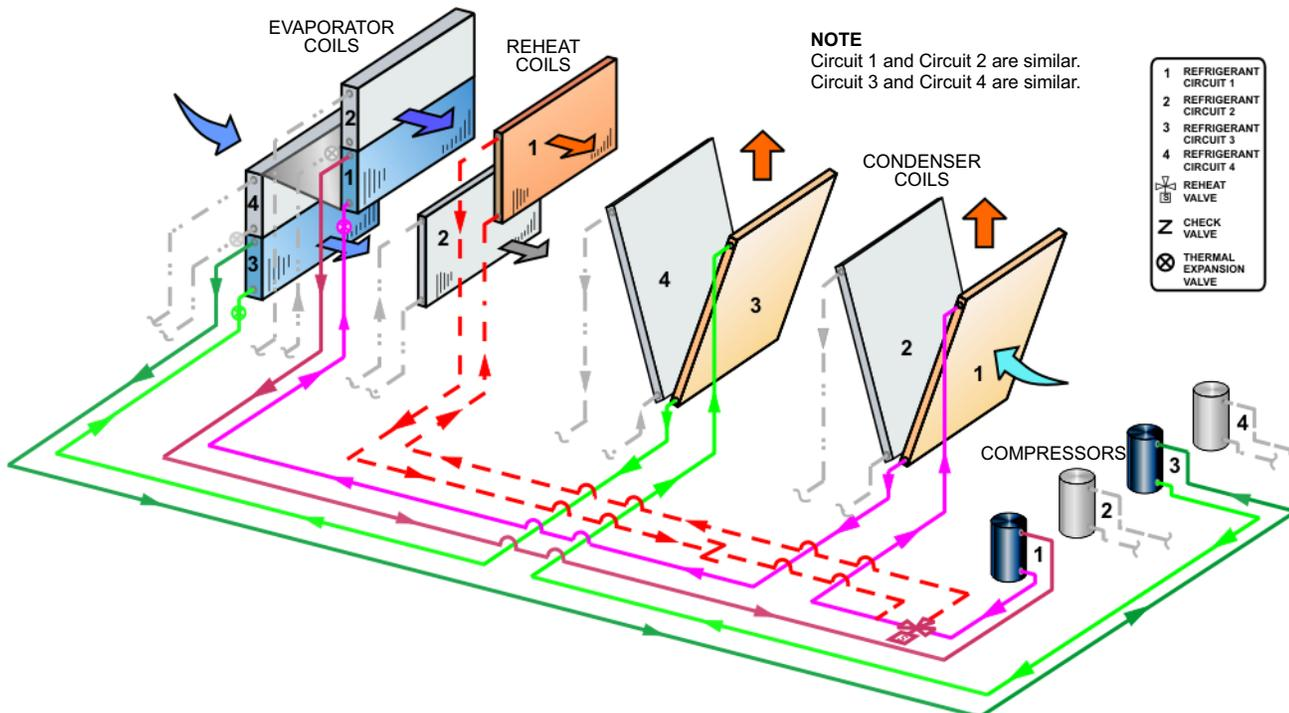 EVAPORATOR
COILS
REHEAT
COILS
NOTE
Circuit 1 and Circuit 2 are similar.
Circuit 3 and Circuit 4 are similar.
1 REFRIGERANT
CIRCUIT 1
2 REFRIGERANT
CIRCUIT 2
3 REFRIGERANT
CIRCUIT 3
4 REFRIGERANT
CIRCUIT 4
S REHEAT
VALVE
CHECK
VALVE
THERMAL
EXPANSION
VALVE
2
1
4
3
1
2
CONDENSER
COILS
4
3
2
1
COMPRESSORS
4
3
2
1
S